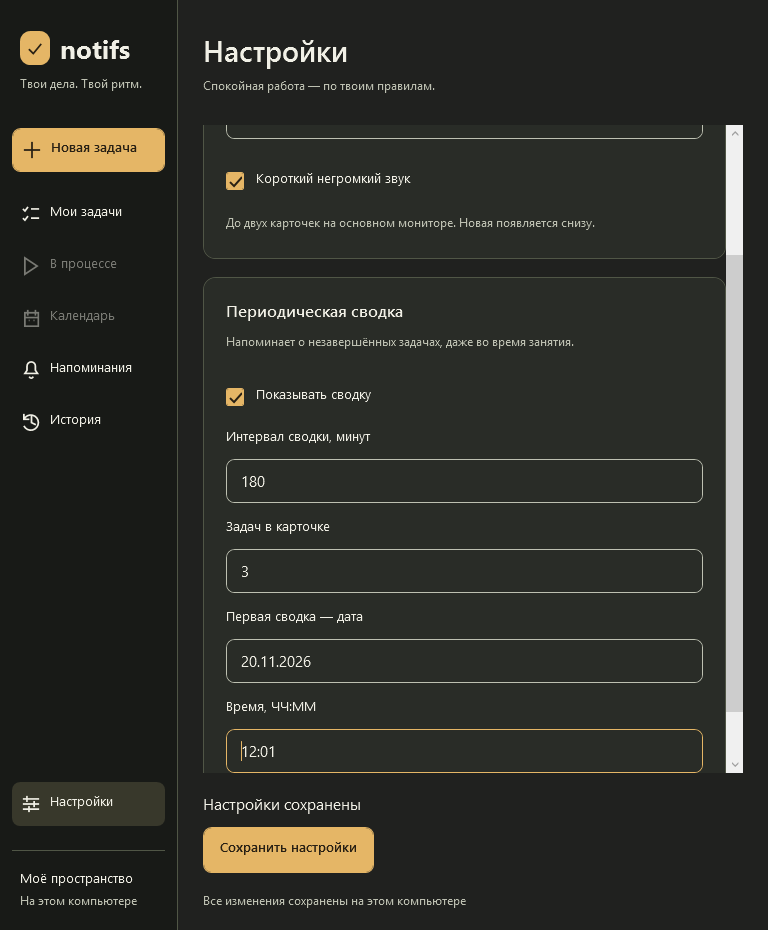 notifs
Твои дела. Твой ритм.
Новая задача
Мои задачи
В процессе
Календарь
Напоминания
История
Настройки
Моё пространство
На этом компьютере
Настройки
Спокойная работа — по твоим правилам.
Короткий негромкий звук
До двух карточек на основном мониторе. Новая появляется снизу.
Периодическая сводка
Напоминает о незавершённых задачах, даже во время занятия.
Показывать сводку
Интервал сводки, минут
180
Задач в карточке
3
Первая сводка — дата
20.11.2026
Время, ЧЧ:ММ
12:01
Настройки сохранены
Сохранить настройки
Все изменения сохранены на этом компьютере